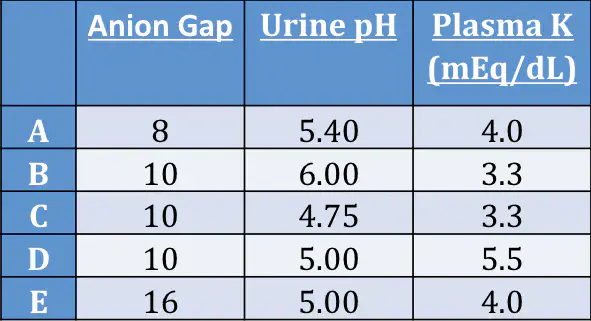 Anion Gap Urine pH Plasma K
(mEq/dL)
A 8 5.40 4.0
B 10 6.00 3.3
C 10 4.75 3.3
D 10 5.00 5.5
E 16 5.00 4.0